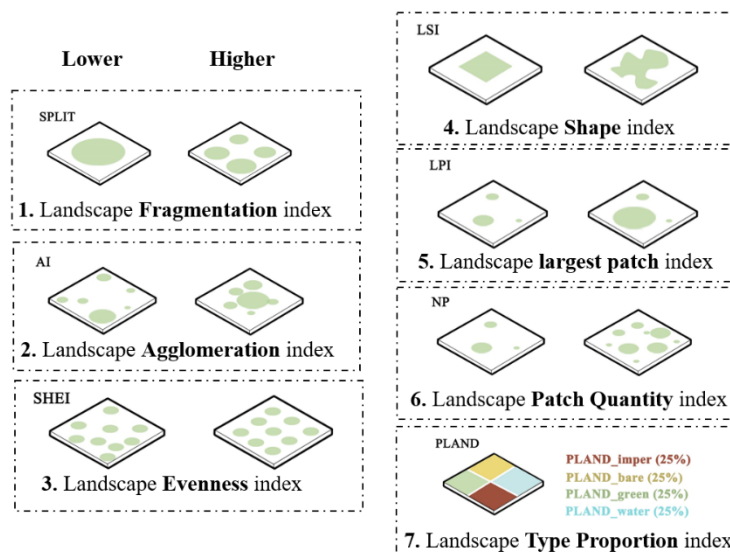 Lower Higher
SPLIT
1. Landscape Fragmentation index
AI
2. Landscape Agglomeration index
SHEI
3. Landscape Evenness index
LSI
4. Landscape Shape index
LPI
5. Landscape largest patch index
NP
6. Landscape Patch Quantity index
PLAND
PLAND_imper (25%)
PLAND_bare (25%)
PLAND_green (25%)
PLAND_water (25%)
7. Landscape Type Proportion index